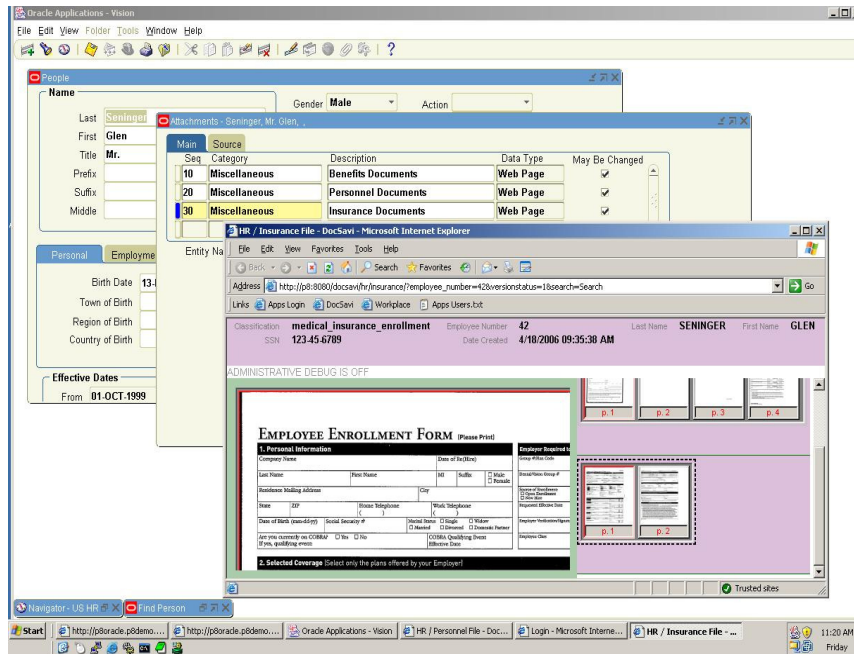 Oracle Applications - Vision
File Edit View Folder Tools Window Help
People
Name
Last Seninger
Gender Male
Action
First Glen
Title Mr.
Prefix
Suffix
Middle
Attachments - Seninger, Mr. Glen, ,
Main Source
Seq Category Description Data Type May Be Changed
10 Miscellaneous Benefits Documents Web Page
20 Miscellaneous Personnel Documents Web Page
30 Miscellaneous Insurance Documents Web Page
Entity Na
Personal Employme
Birth Date 13-
Town of Birth
Region of Birth
Country of Birth
Effective Dates
From 01-OCT-1999
HR / Insurance File - DocSavi - Microsoft Internet Explorer
File Edit View Favorites Tools Help
Back Search Favorites
Address http://p8:8080/docsavi/hr/insurance/?employee_number=42&versionstatus=1&search=Search Go
Links Apps Login DocSavi Workplace Apps Users.txt
Classification medical_insurance_enrollment Employee Number 42 Last Name SENINGER First Name GLEN
SSN 123-45-6789 Date Created 4/18/2006 09:35:38 AM
ADMINISTRATIVE DEBUG IS OFF
p. 1 p. 2 p. 3 p. 4
EMPLOYEE ENROLLMENT FORM (Please Print)
1. Personal Information
Employer Required to
Company Name Date of Re(Hire)
Last Name First Name MI Suffix Male
Female
Residence Mailing Address City
State ZIP Home Telephone Work Telephone
Date of Birth (mm-dd-yy) Social Security # Marital Status Single Widow
Married Divorced Domestic Partner
Are you currently on COBRA? Yes No COBRA Qualifying Event
If yes, qualifying event: Effective Date
2. Selected Coverage (Select only the plans offered by your Employer)
p. 1 p. 2
Trusted sites
Navigator - US HR Find Person
Start http://p8oracle.p8demo.... http://p8oracle.p8demo.... Oracle Applications - Vision HR / Personnel File - Doc... Login - Microsoft Interne... HR / Insurance File - ...
11:20 AM
Friday